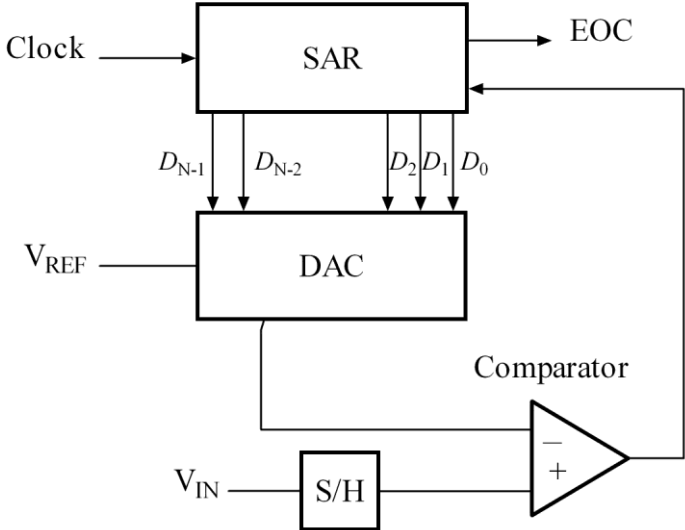 Clock
SAR
EOC
D_N-1
D_N-2
D_2
D_1
D_0
V_REF
DAC
Comparator
−
+
V_IN
S/H